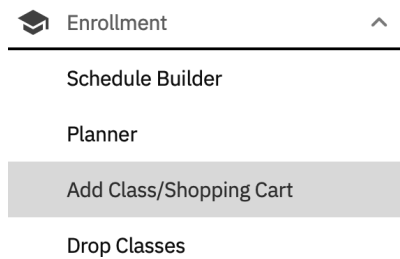 Enrollment
Schedule Builder
Planner
Add Class/Shopping Cart
Drop Classes